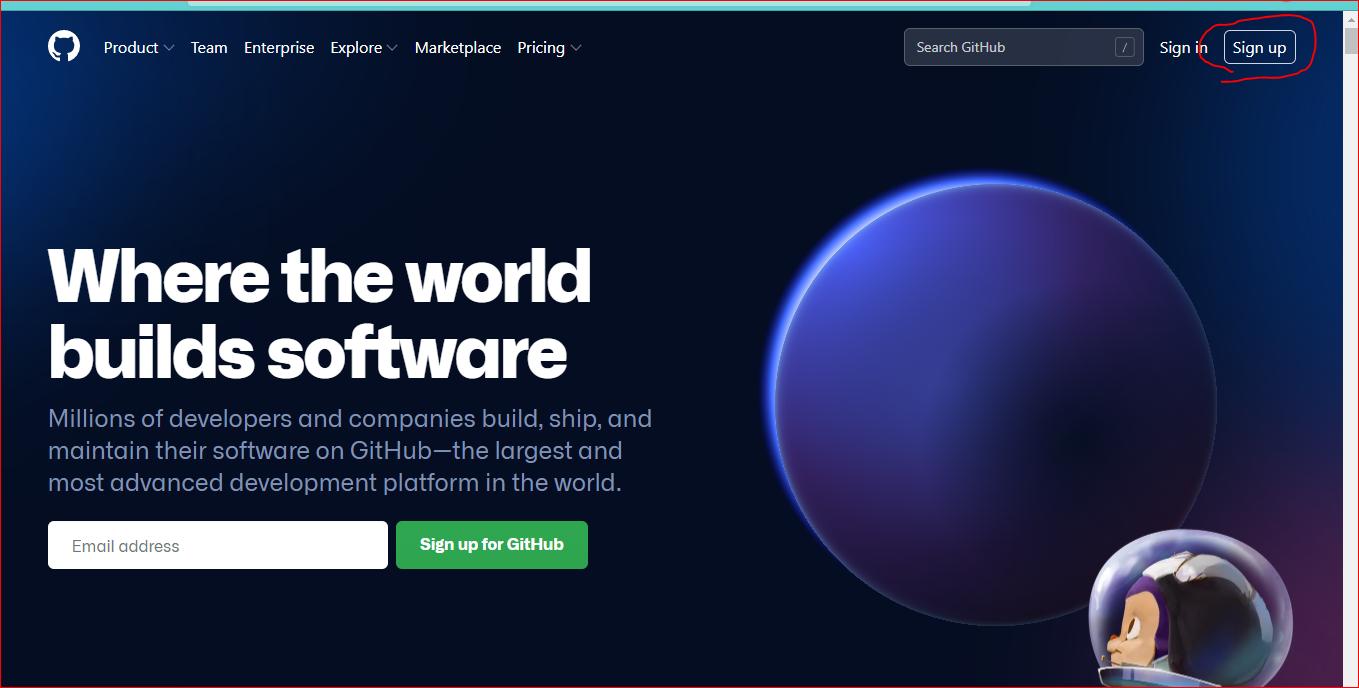 Product Team Enterprise Explore Marketplace Pricing Search GitHub / Sign in Sign up
Where the world
builds software
Millions of developers and companies build, ship, and
maintain their software on GitHub—the largest and
most advanced development platform in the world.
Email address Sign up for GitHub